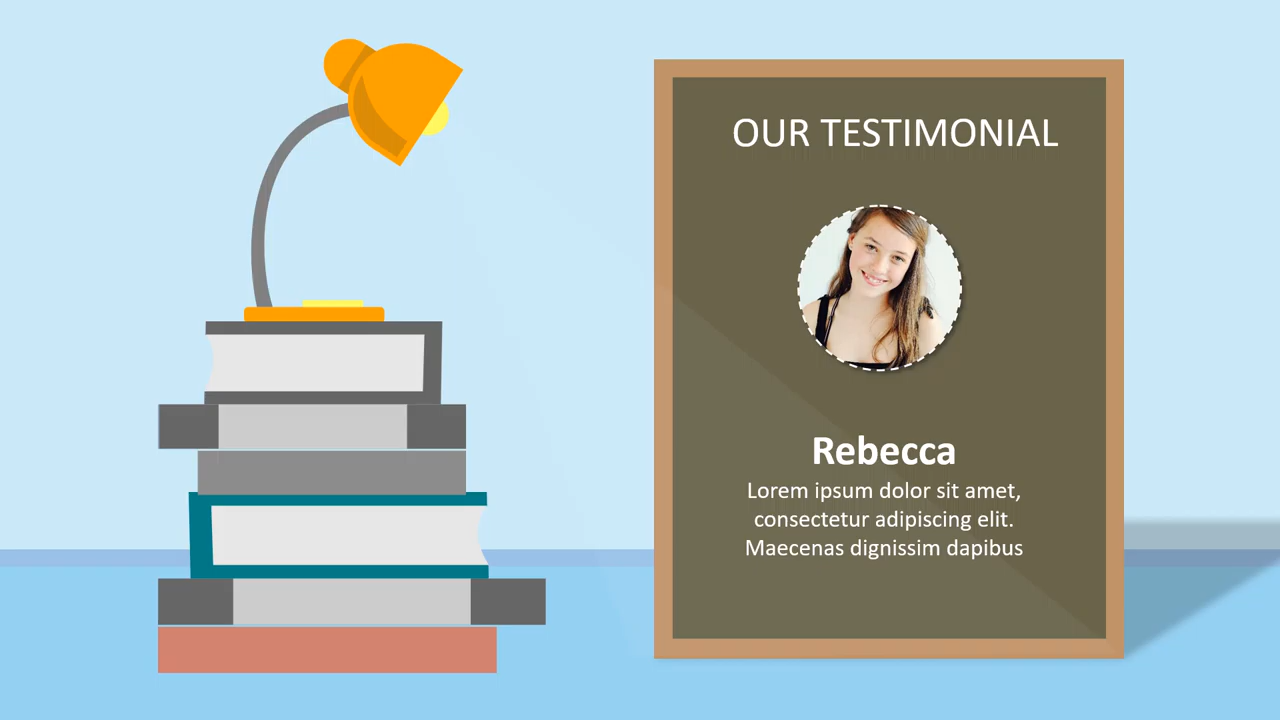 OUR TESTIMONIAL
Rebecca
Lorem ipsum dolor sit amet,
consectetur adipiscing elit.
Maecenas dignissim dapibus